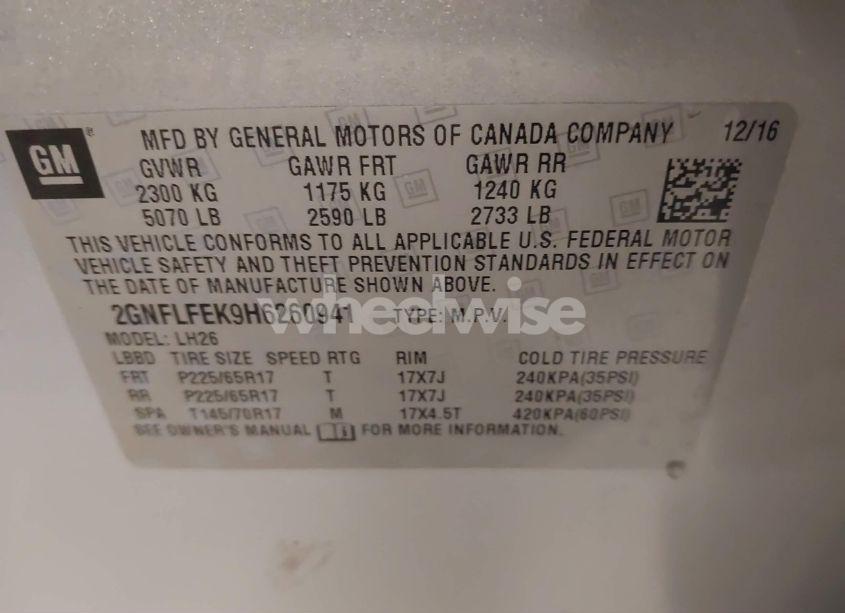 GM
MFD BY GENERAL MOTORS OF CANADA COMPANY 12/16
GVWR GAWR FRT GAWR RR
2300 KG 1175 KG 1240 KG
5070 LB 2590 LB 2733 LB
THIS VEHICLE CONFORMS TO ALL APPLICABLE U.S. FEDERAL MOTOR
VEHICLE SAFETY AND THEFT PREVENTION STANDARDS IN EFFECT ON
THE DATE OF MANUFACTURE SHOWN ABOVE.
2GNFLFEK9H6260941 TYPE: M.P.V.
wheelwise
MODEL: LH26
LBBD TIRE SIZE SPEED RTG RIM COLD TIRE PRESSURE
FRT P225/65R17 T 17X7J 240KPA(35PSI)
RR P225/65R17 T 17X7J 240KPA(35PSI)
SPA T145/70R17 M 17X4.5T 420KPA(60PSI)
SEE OWNER'S MANUAL FOR MORE INFORMATION.